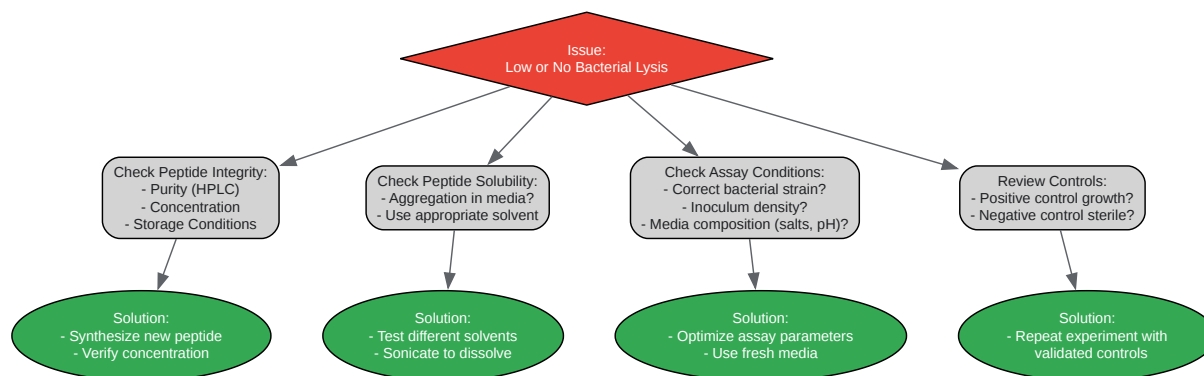 Issue:
Low or No Bacterial Lysis
Check Peptide Integrity:
- Purity (HPLC)
- Concentration
- Storage Conditions
Check Peptide Solubility:
- Aggregation in media?
- Use appropriate solvent
Check Assay Conditions:
- Correct bacterial strain?
- Inoculum density?
- Media composition (salts, pH)?
Review Controls:
- Positive control growth?
- Negative control sterile?
Solution:
- Synthesize new peptide
- Verify concentration
Solution:
- Test different solvents
- Sonicate to dissolve
Solution:
- Optimize assay parameters
- Use fresh media
Solution:
- Repeat experiment with
validated controls